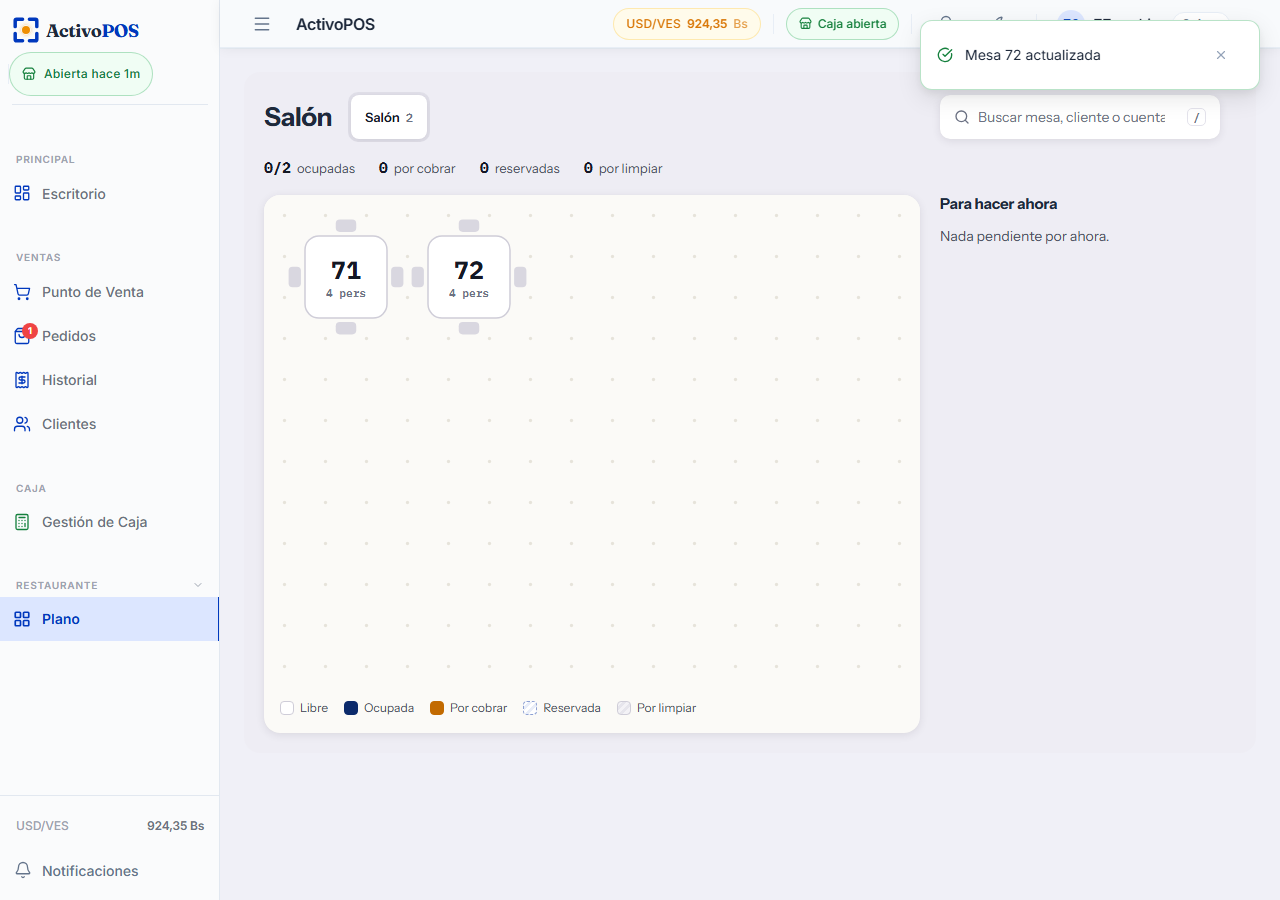 ActivoPOS
Abierta hace 1m
PRINCIPAL
Escritorio
VENTAS
Punto de Venta
Pedidos
1
Historial
Clientes
CAJA
Gestión de Caja
RESTAURANTE
Plano
USD/VES 924,35 Bs
Notificaciones
ActivoPOS
USD/VES 924,35 Bs
Caja abierta
Mesa 72 actualizada
Salón
Salón 2
Buscar mesa, cliente o cuenta
/
0/2 ocupadas 0 por cobrar 0 reservadas 0 por limpiar
71
4 pers
72
4 pers
Libre Ocupada Por cobrar Reservada Por limpiar
Para hacer ahora
Nada pendiente por ahora.